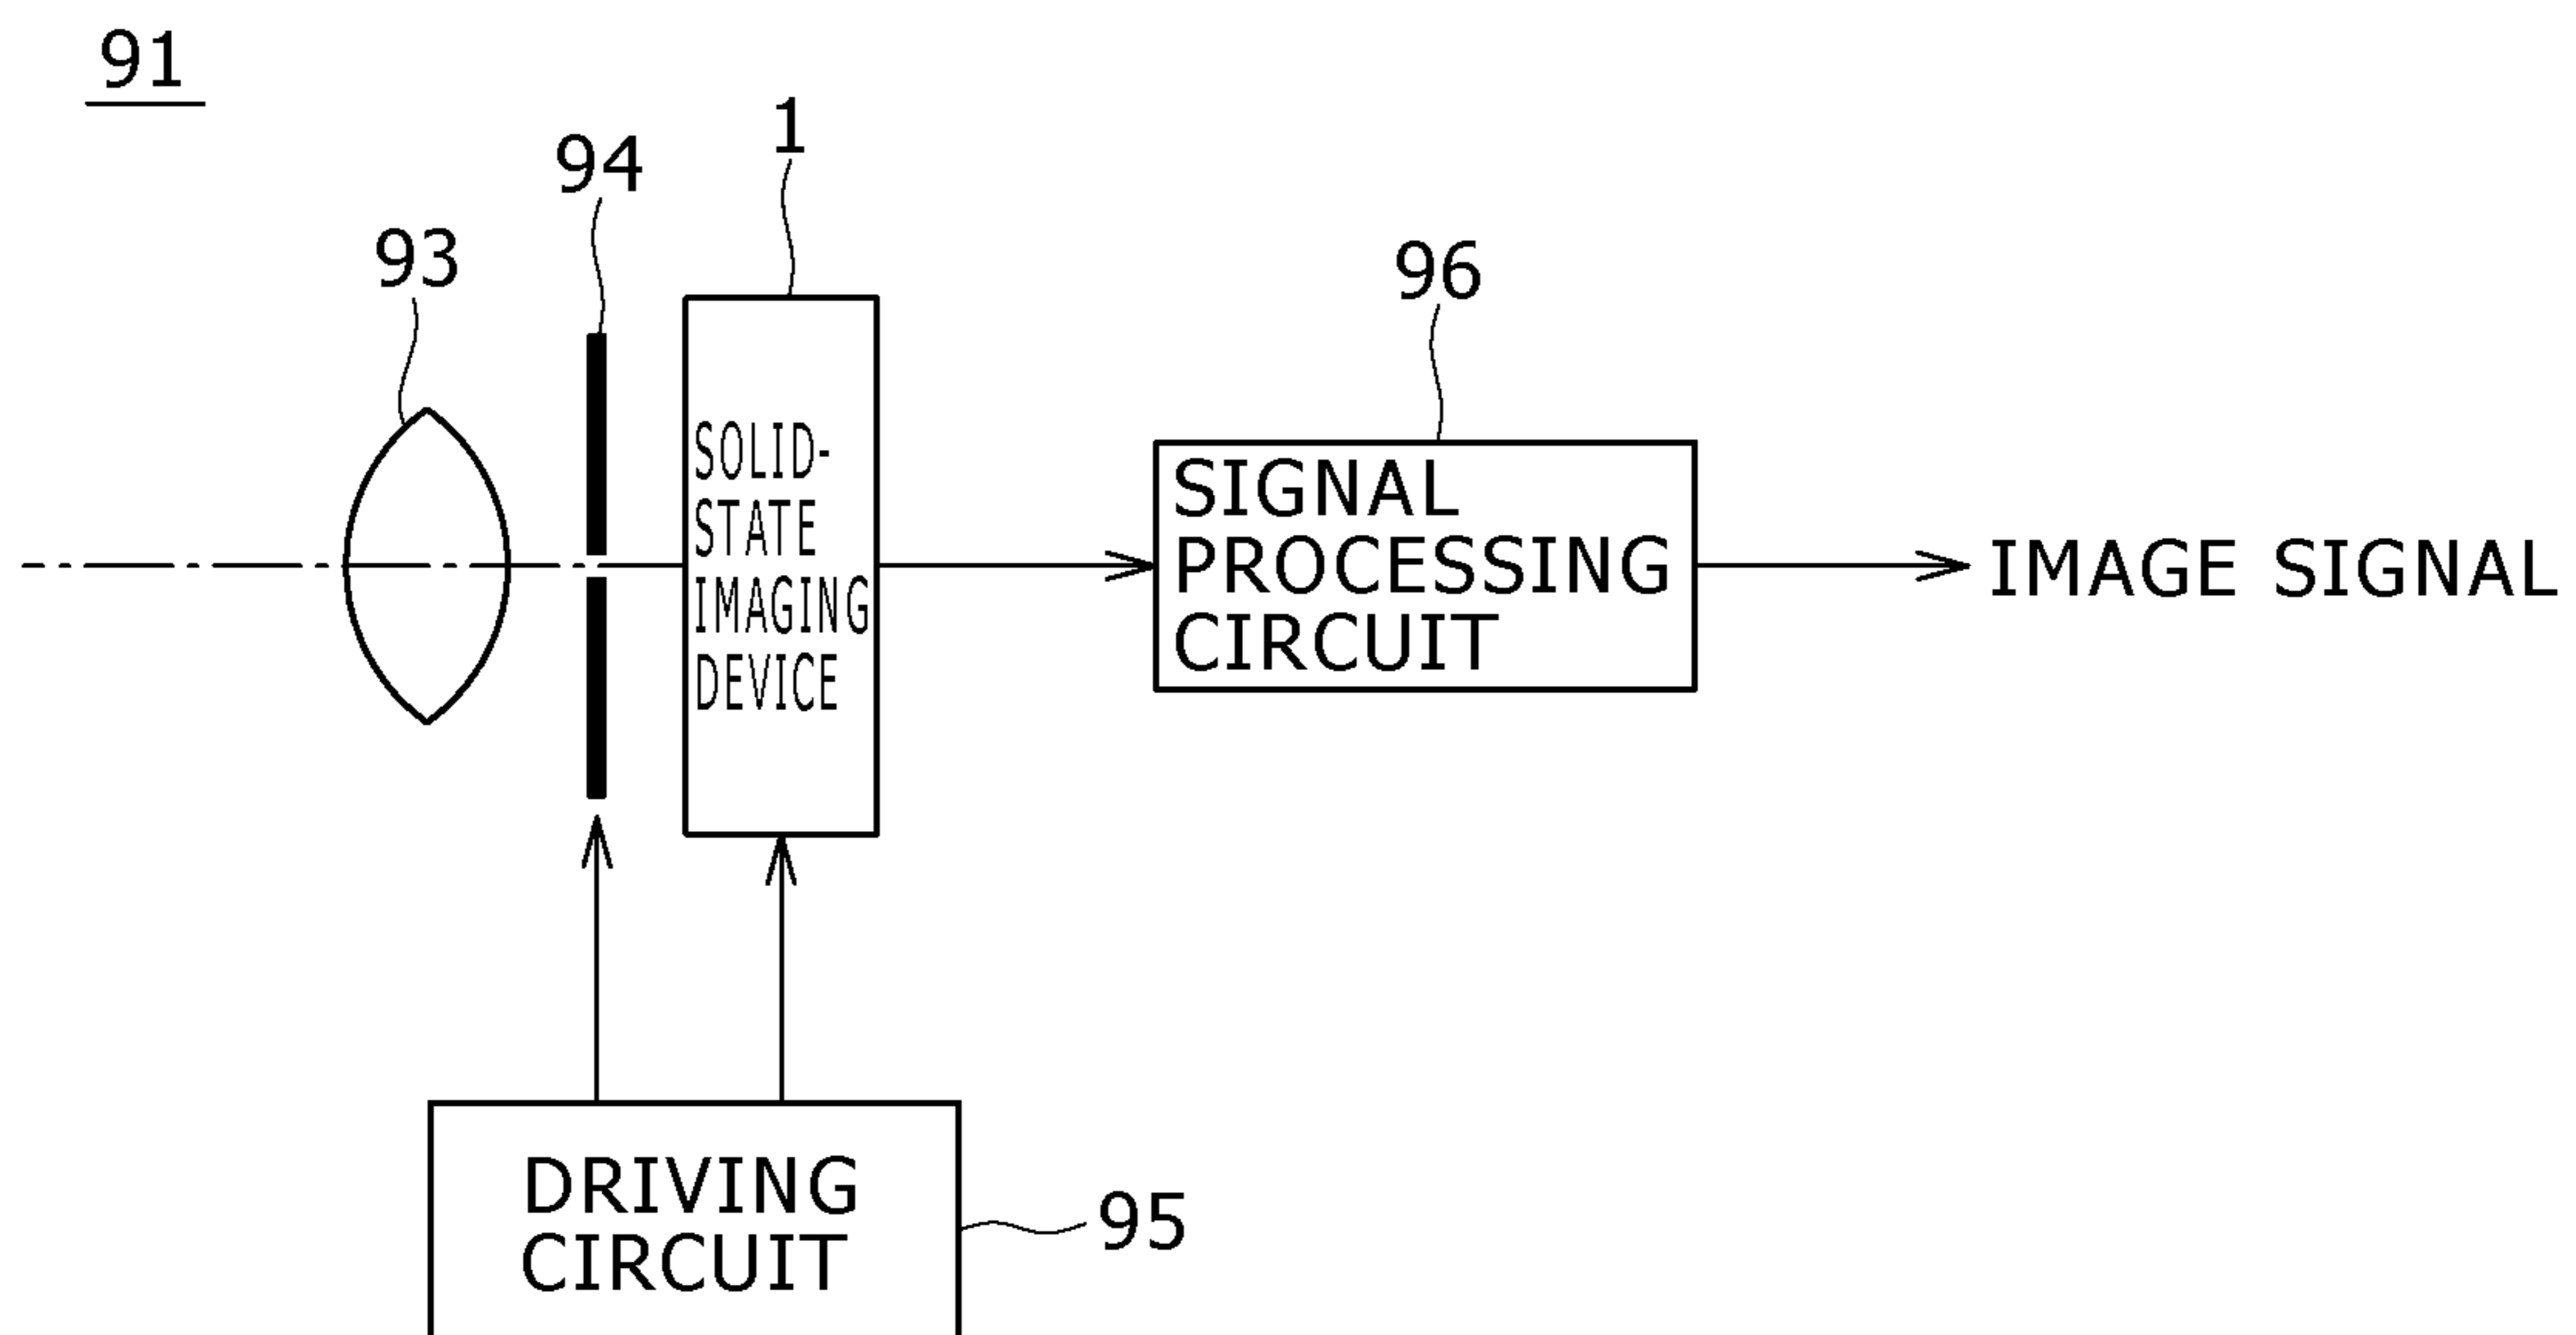 91
1
94
93
96
SOLID-
STATE
IMAGING
DEVICE
SIGNAL
PROCESSING
CIRCUIT
IMAGE SIGNAL
DRIVING
CIRCUIT
95